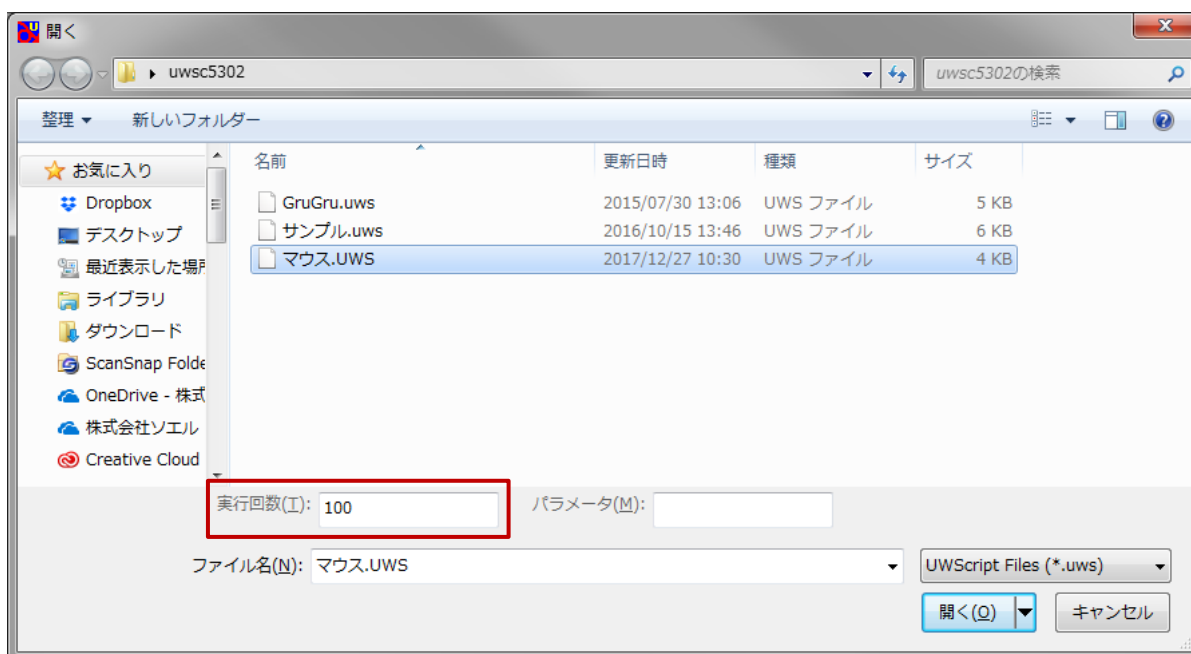 開く
uwsc5302
uwsc5302の検索
整理
新しいフォルダー
お気に入り
Dropbox
デスクトップ
最近表示した場所
ライブラリ
ダウンロード
ScanSnap Folde
OneDrive - 株式
株式会社ソエル
Creative Cloud
名前 更新日時 種類 サイズ
GruGru.uws 2015/07/30 13:06 UWS ファイル 5 KB
サンプル.uws 2016/10/15 13:46 UWS ファイル 6 KB
マウス.UWS 2017/12/27 10:30 UWS ファイル 4 KB
実行回数(T): 100 パラメータ(M):
ファイル名(N): マウス.UWS UWScript Files (*.uws)
開く(O) キャンセル